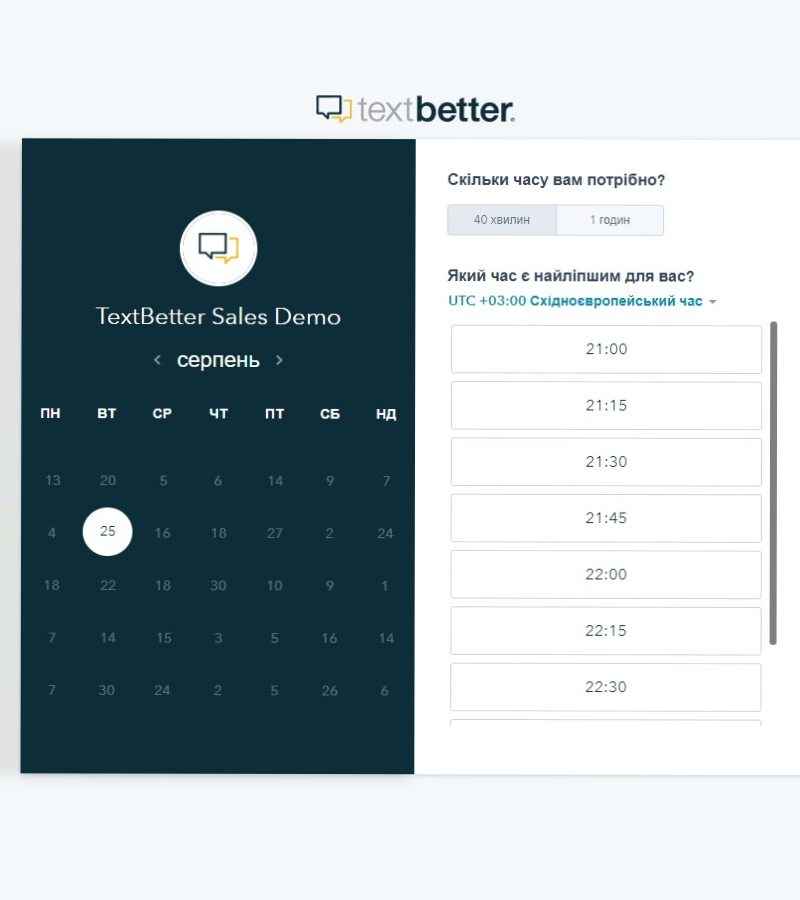 textbetter.
TextBetter Sales Demo
< серпень >
ПН ВТ СР ЧТ ПТ СБ НД
13 20 5 6 14 9 7
4 25 16 18 27 2 24
18 22 18 30 10 9 1
7 14 15 3 5 16 14
7 30 24 2 5 26 6
Скільки часу вам потрібно?
40 хвилин 1 годин
Який час є найліпшим для вас?
UTC +03:00 Східноєвропейський час
21:00
21:15
21:30
21:45
22:00
22:15
22:30